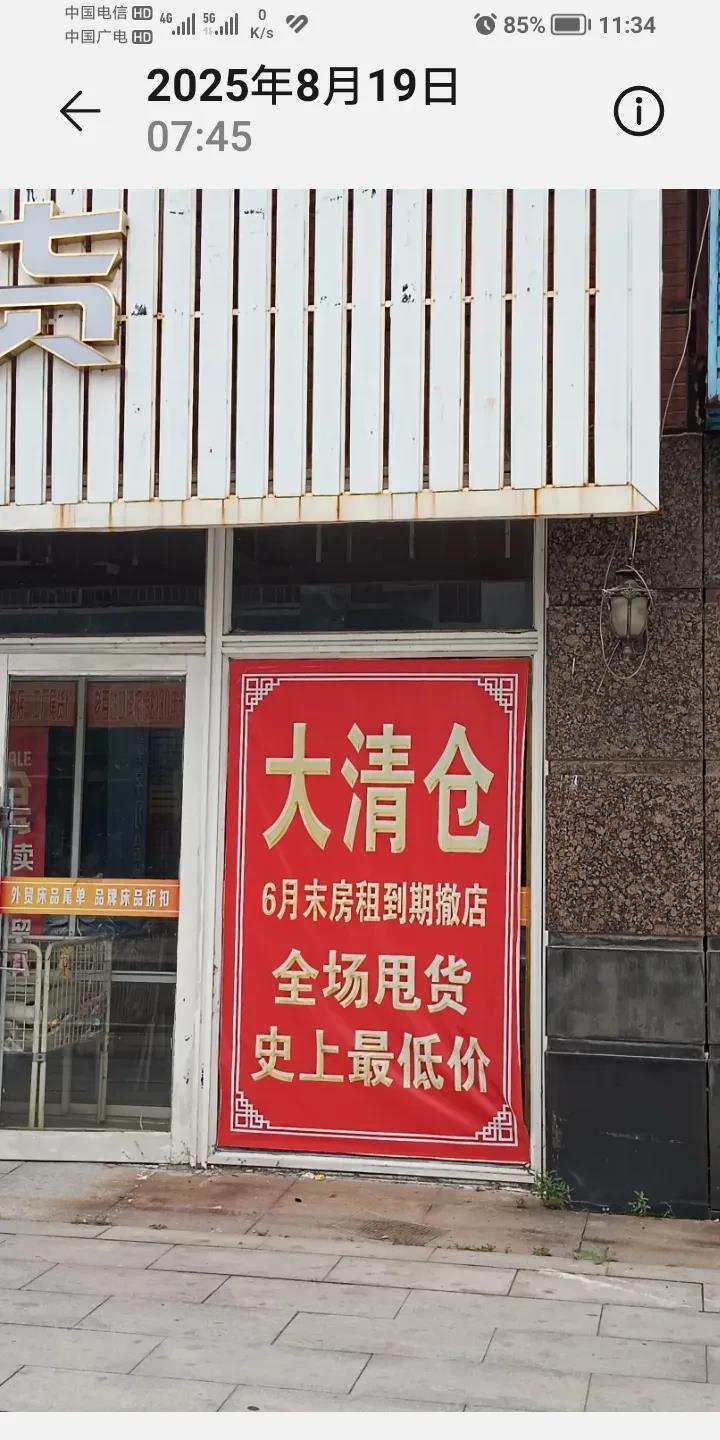 中国电信 HD
中国广电 HD
4G
5G
0
K/s
85%
11:34
2025年8月19日
07:45
货
大清仓
6月末房租到期撤店
全场甩货
史上最低价
ALE
卖
外贸床品尾单 品牌床品折扣